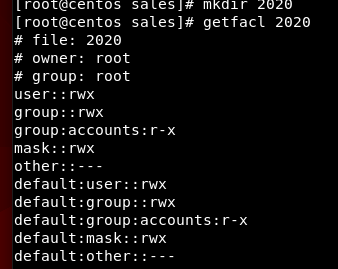 [root@centos sales]# mkdir 2020
[root@centos sales]# getfacl 2020
# file: 2020
# owner: root
# group: root
user::rwx
group::rwx
group:accounts:r-x
mask::rwx
other::---
default:user::rwx
default:group::rwx
default:group:accounts:r-x
default:mask::rwx
default:other::---